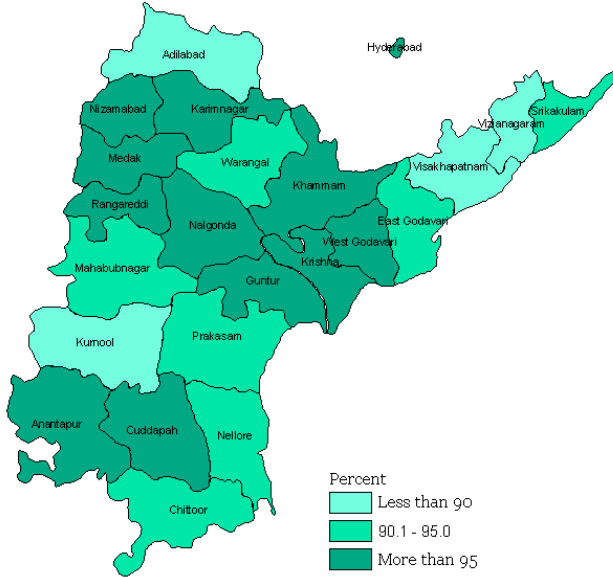 Adilabad
Hyderabad
Nizamabad
Karimnagar
Srikakulam
Vizianagaram
Medak
Warangal
Visakhapatnam
Khammam
Rangareddi
Nalgonda
East Godavari
West Godavari
Krishna
Mahabubnagar
Guntur
Kurnool
Prakasam
Anantapur
Cuddapah
Nellore
Chittoor
Percent
Less than 90
90.1 - 95.0
More than 95